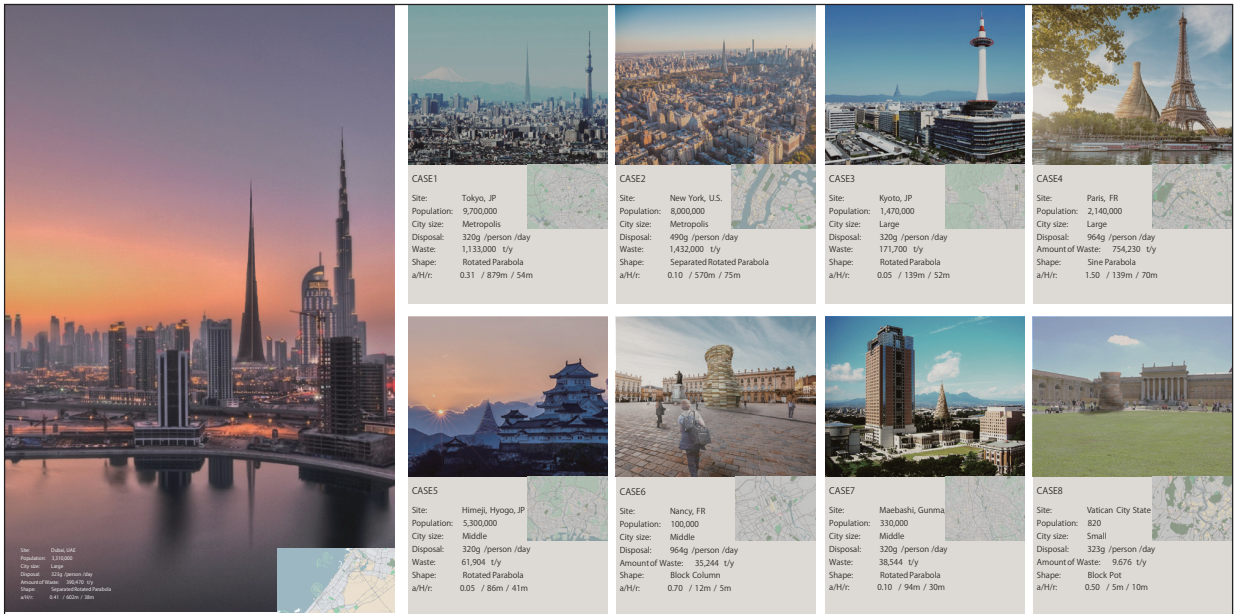 Site: Dubai, UAE
Population: 3,310,000
City size: Large
Disposal: 323g /person /day
Amount of Waste: 390,470 t/y
Shape: Separated Rotated Parabola
a/H/r: 0.41 / 602m / 38m
CASE1
Site: Tokyo, JP
Population: 9,700,000
City size: Metropolis
Disposal: 320g /person /day
Waste: 1,133,000 t/y
Shape: Rotated Parabola
a/H/r: 0.31 / 879m / 54m
CASE2
Site: New York, U.S.
Population: 8,000,000
City size: Metropolis
Disposal: 490g /person /day
Waste: 1,432,000 t/y
Shape: Separated Rotated Parabola
a/H/r: 0.10 / 570m / 75m
CASE3
Site: Kyoto, JP
Population: 1,470,000
City size: Large
Disposal: 320g /person /day
Waste: 171,700 t/y
Shape: Rotated Parabola
a/H/r: 0.05 / 139m / 52m
CASE4
Site: Paris, FR
Population: 2,140,000
City size: Large
Disposal: 964g /person /day
Amount of Waste: 754,230 t/y
Shape: Sine Parabola
a/H/r: 1.50 / 139m / 70m
CASE5
Site: Himeji, Hyogo, JP
Population: 5,300,000
City size: Middle
Disposal: 320g /person /day
Waste: 61,904 t/y
Shape: Rotated Parabola
a/H/r: 0.05 / 86m / 41m
CASE6
Site: Nancy, FR
Population: 100,000
City size: Middle
Disposal: 964g /person /day
Amount of Waste: 35,244 t/y
Shape: Block Column
a/H/r: 0.70 / 12m / 5m
CASE7
Site: Maebashi, Gunma
Population: 330,000
City size: Middle
Disposal: 320g /person /day
Waste: 38,544 t/y
Shape: Rotated Parabola
a/H/r: 0.10 / 94m / 30m
CASE8
Site: Vatican City State
Population: 820
City size: Small
Disposal: 323g /person /day
Amount of Waste: 9.676 t/y
Shape: Block Pot
a/H/r: 0.50 / 5m / 10m